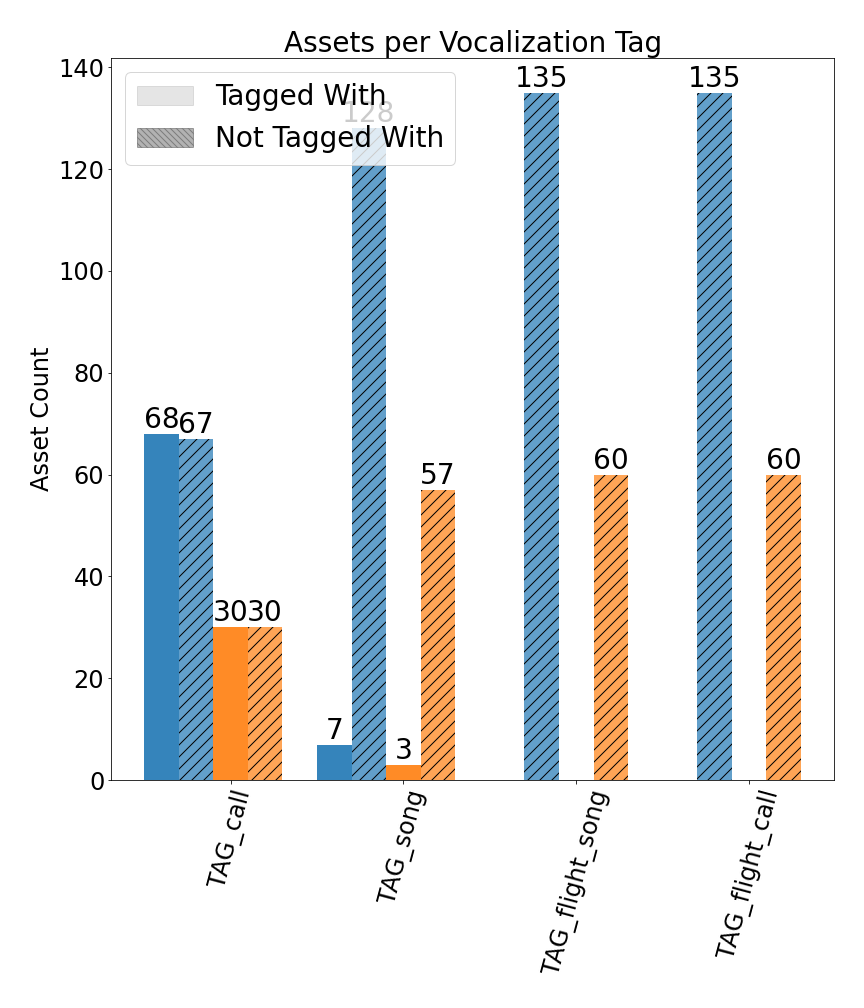 Assets per Vocalization Tag
Tagged With
Not Tagged With
Asset Count
140
120
100
80
60
40
20
0
68
67
30
30
7
128
3
57
135
60
135
60
TAG_call
TAG_song
TAG_flight_song
TAG_flight_call